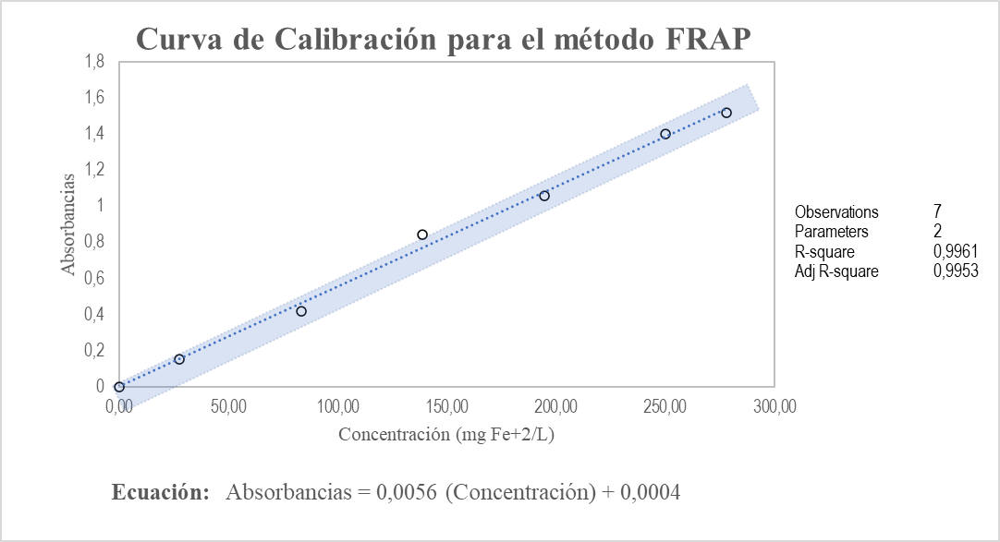 Curva de Calibración para el método FRAP
1,8
1,6
1,4
1,2
1
0,8
0,6
0,4
0,2
0
Absorbancias
0,00 50,00 100,00 150,00 200,00 250,00 300,00
Concentración (mg Fe+2/L)
Observations 7
Parameters 2
R-square 0,9961
Adj R-square 0,9953
Ecuación: Absorbancias = 0,0056 (Concentración) + 0,0004